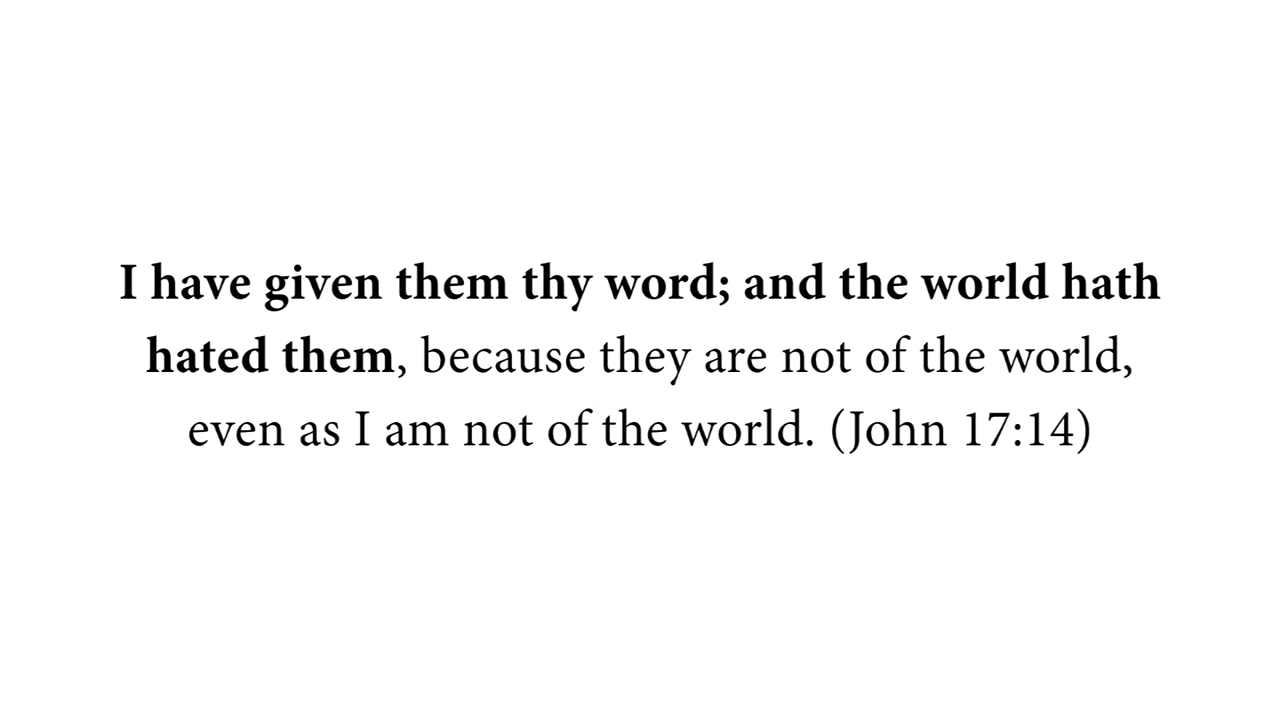 I have given them thy word; and the world hath
hated them, because they are not of the world,
even as I am not of the world. (John 17:14)